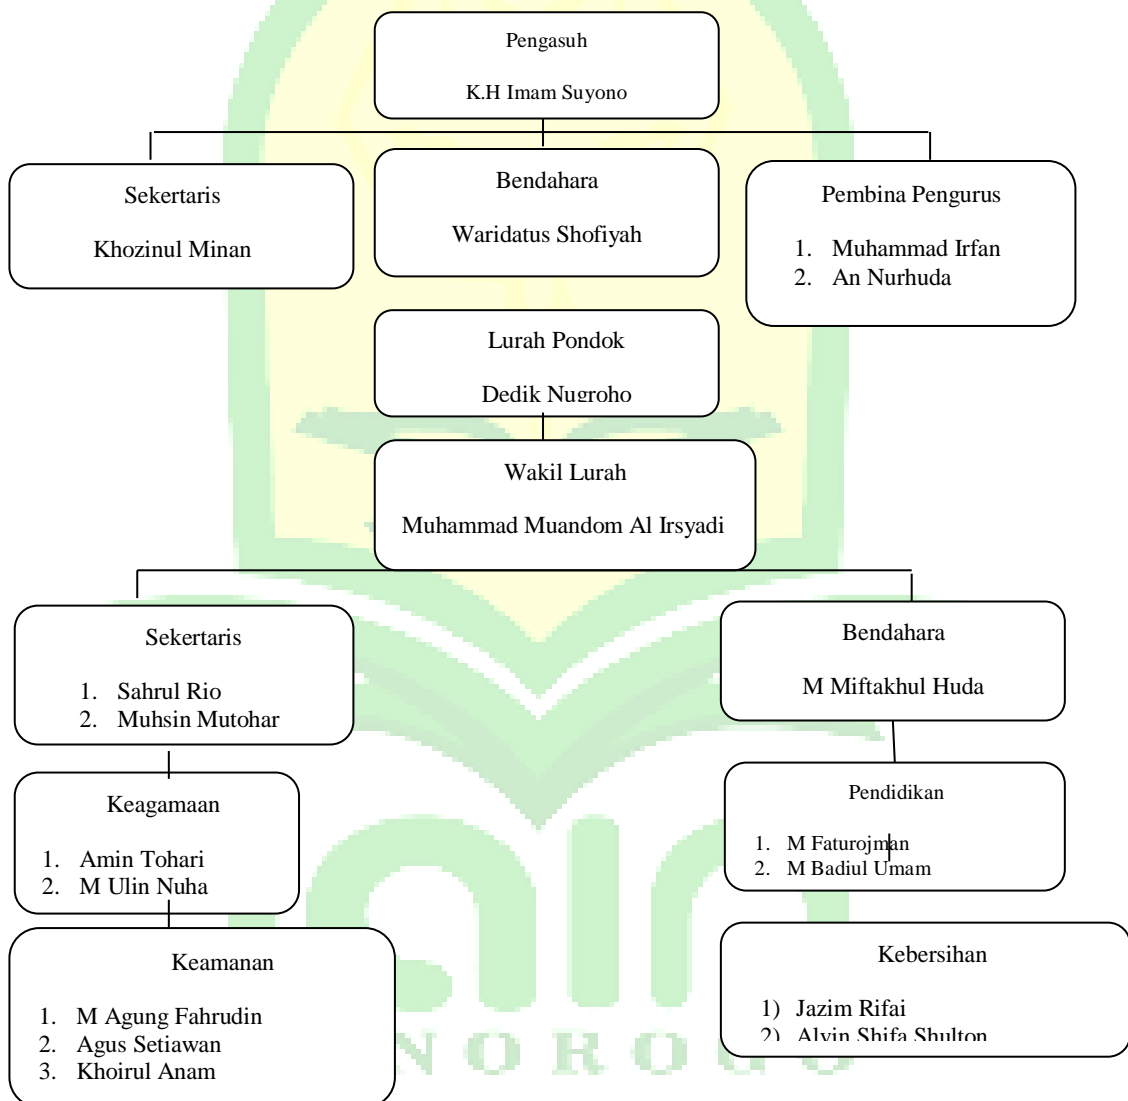 Pengasuh
K.H Imam Suyono
Sekertaris
Khozinul Minan
Bendahara
Waridatus Shofiyah
Pembina Pengurus
1. Muhammad Irfan
2. An Nurhuda
Lurah Pondok
Dedik Nugroho
Wakil Lurah
Muhammad Muandom Al Irsyadi
Sekertaris
1. Sahrul Rio
2. Muhsin Mutohar
Bendahara
M Miftakhul Huda
Keagamaan
1. Amin Tohari
2. M Ulin Nuha
Pendidikan
1. M Faturojman
2. M Badiul Umam
Keamanan
1. M Agung Fahrudin
2. Agus Setiawan
3. Khoirul Anam
Kebersihan
1) Jazim Rifai
2) Alvin Shifa Shulton
NOROGO